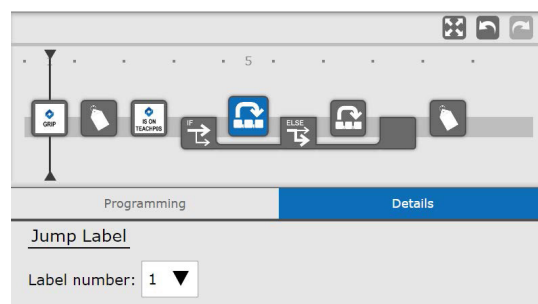 5
GRIP
IS ON
TEACHPOS
IF
ELSE
Programming
Details
Jump Label
Label number: 1